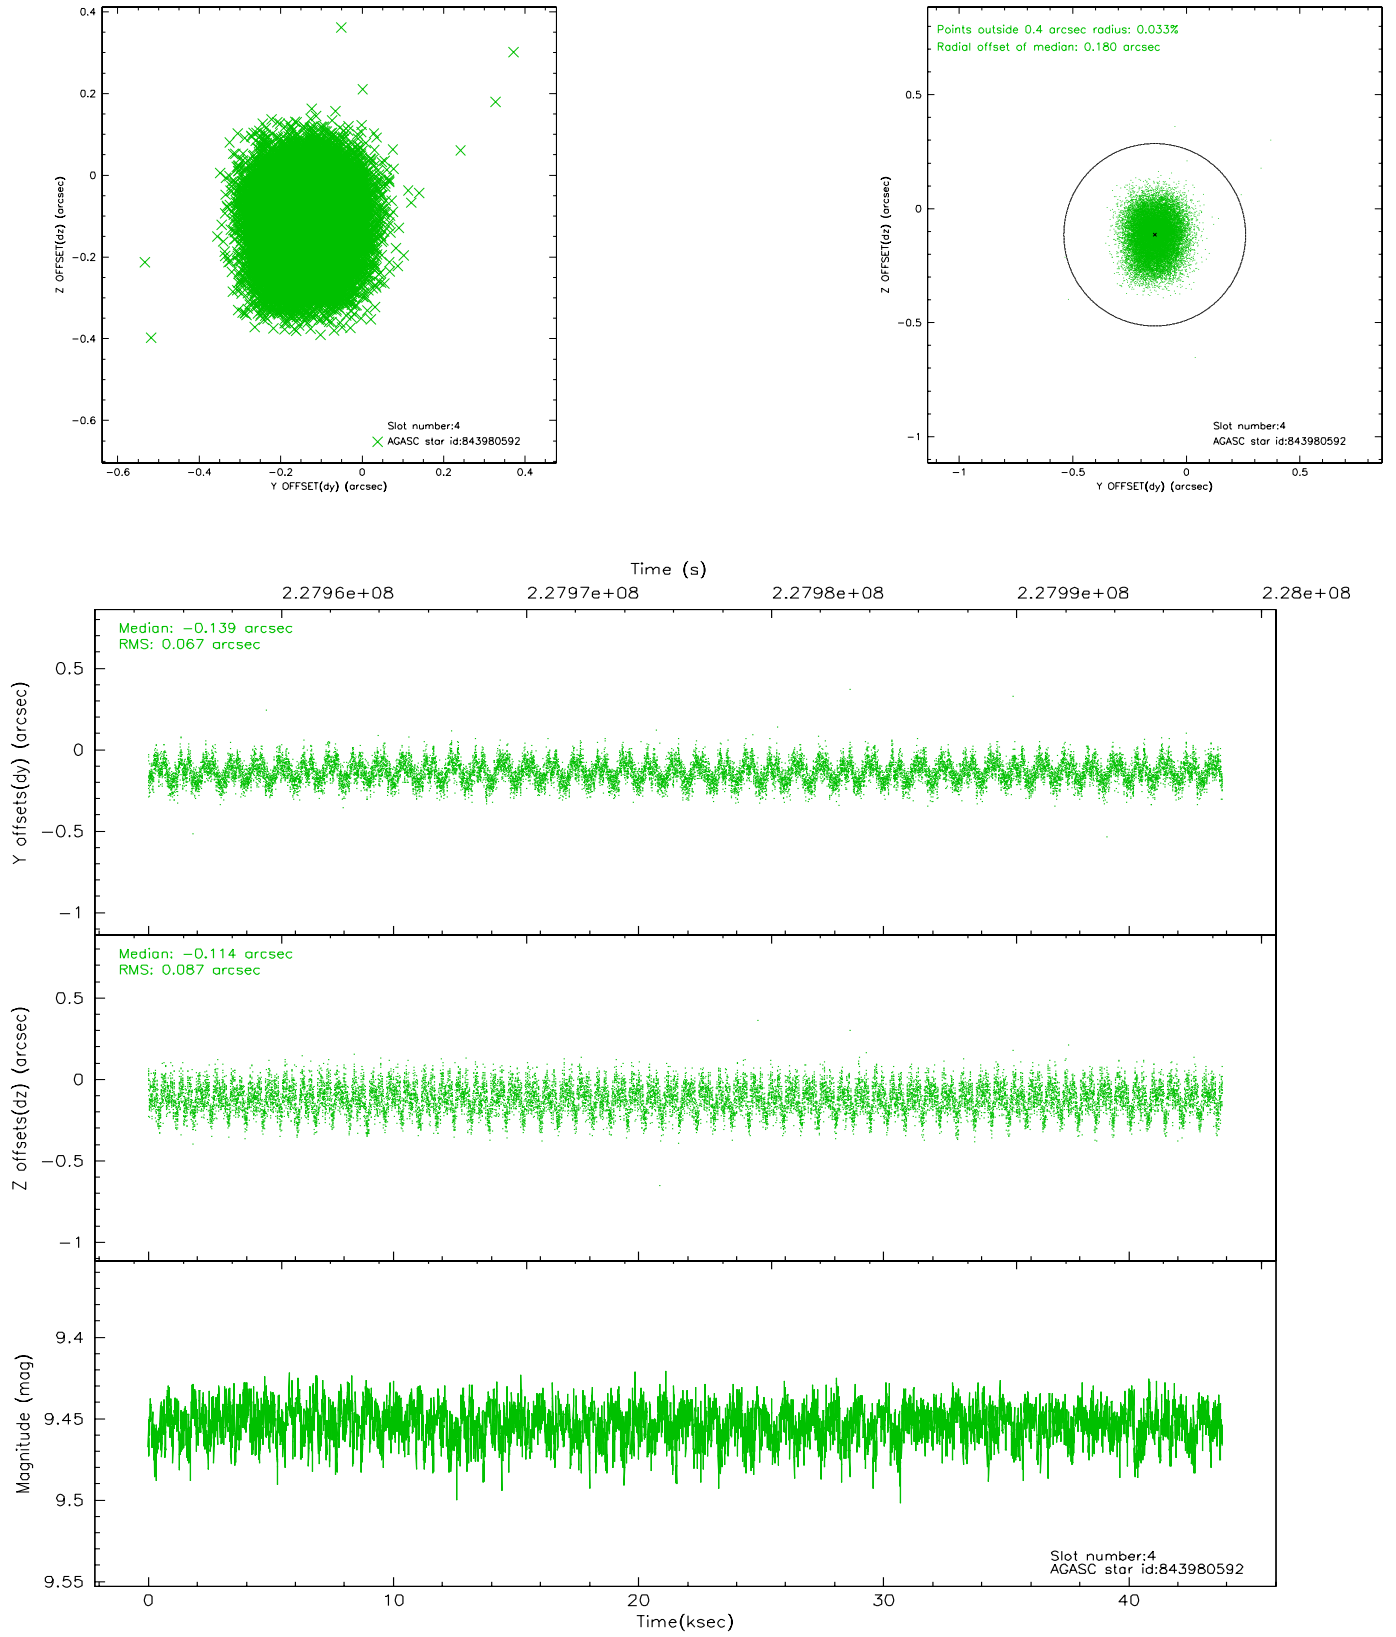 0.4
0.2
0
−0.2
−0.4
−0.6
Z OFFSET(dz) (arcsec)
Slot number:4
AGASC star id:843980592
−0.6 −0.4 −0.2 0 0.2 0.4
Y OFFSET(dy) (arcsec)
Points outside 0.4 arcsec radius: 0.033%
Radial offset of median: 0.180 arcsec
0.5
0
−0.5
−1
Z OFFSET(dz) (arcsec)
Slot number:4
AGASC star id:843980592
−1 −0.5 0 0.5
Y OFFSET(dy) (arcsec)
Time (s)
2.2796e+08 2.2797e+08 2.2798e+08 2.2799e+08 2.28e+08
Median: −0.139 arcsec
RMS: 0.067 arcsec
0.5
0
−0.5
−1
Y offsets(dy) (arcsec)
Median: −0.114 arcsec
RMS: 0.087 arcsec
0.5
0
−0.5
−1
Z offsets(dz) (arcsec)
9.4
9.45
9.5
9.55
Magnitude (mag)
Slot number:4
AGASC star id:843980592
0 10 20 30 40
Time(ksec)